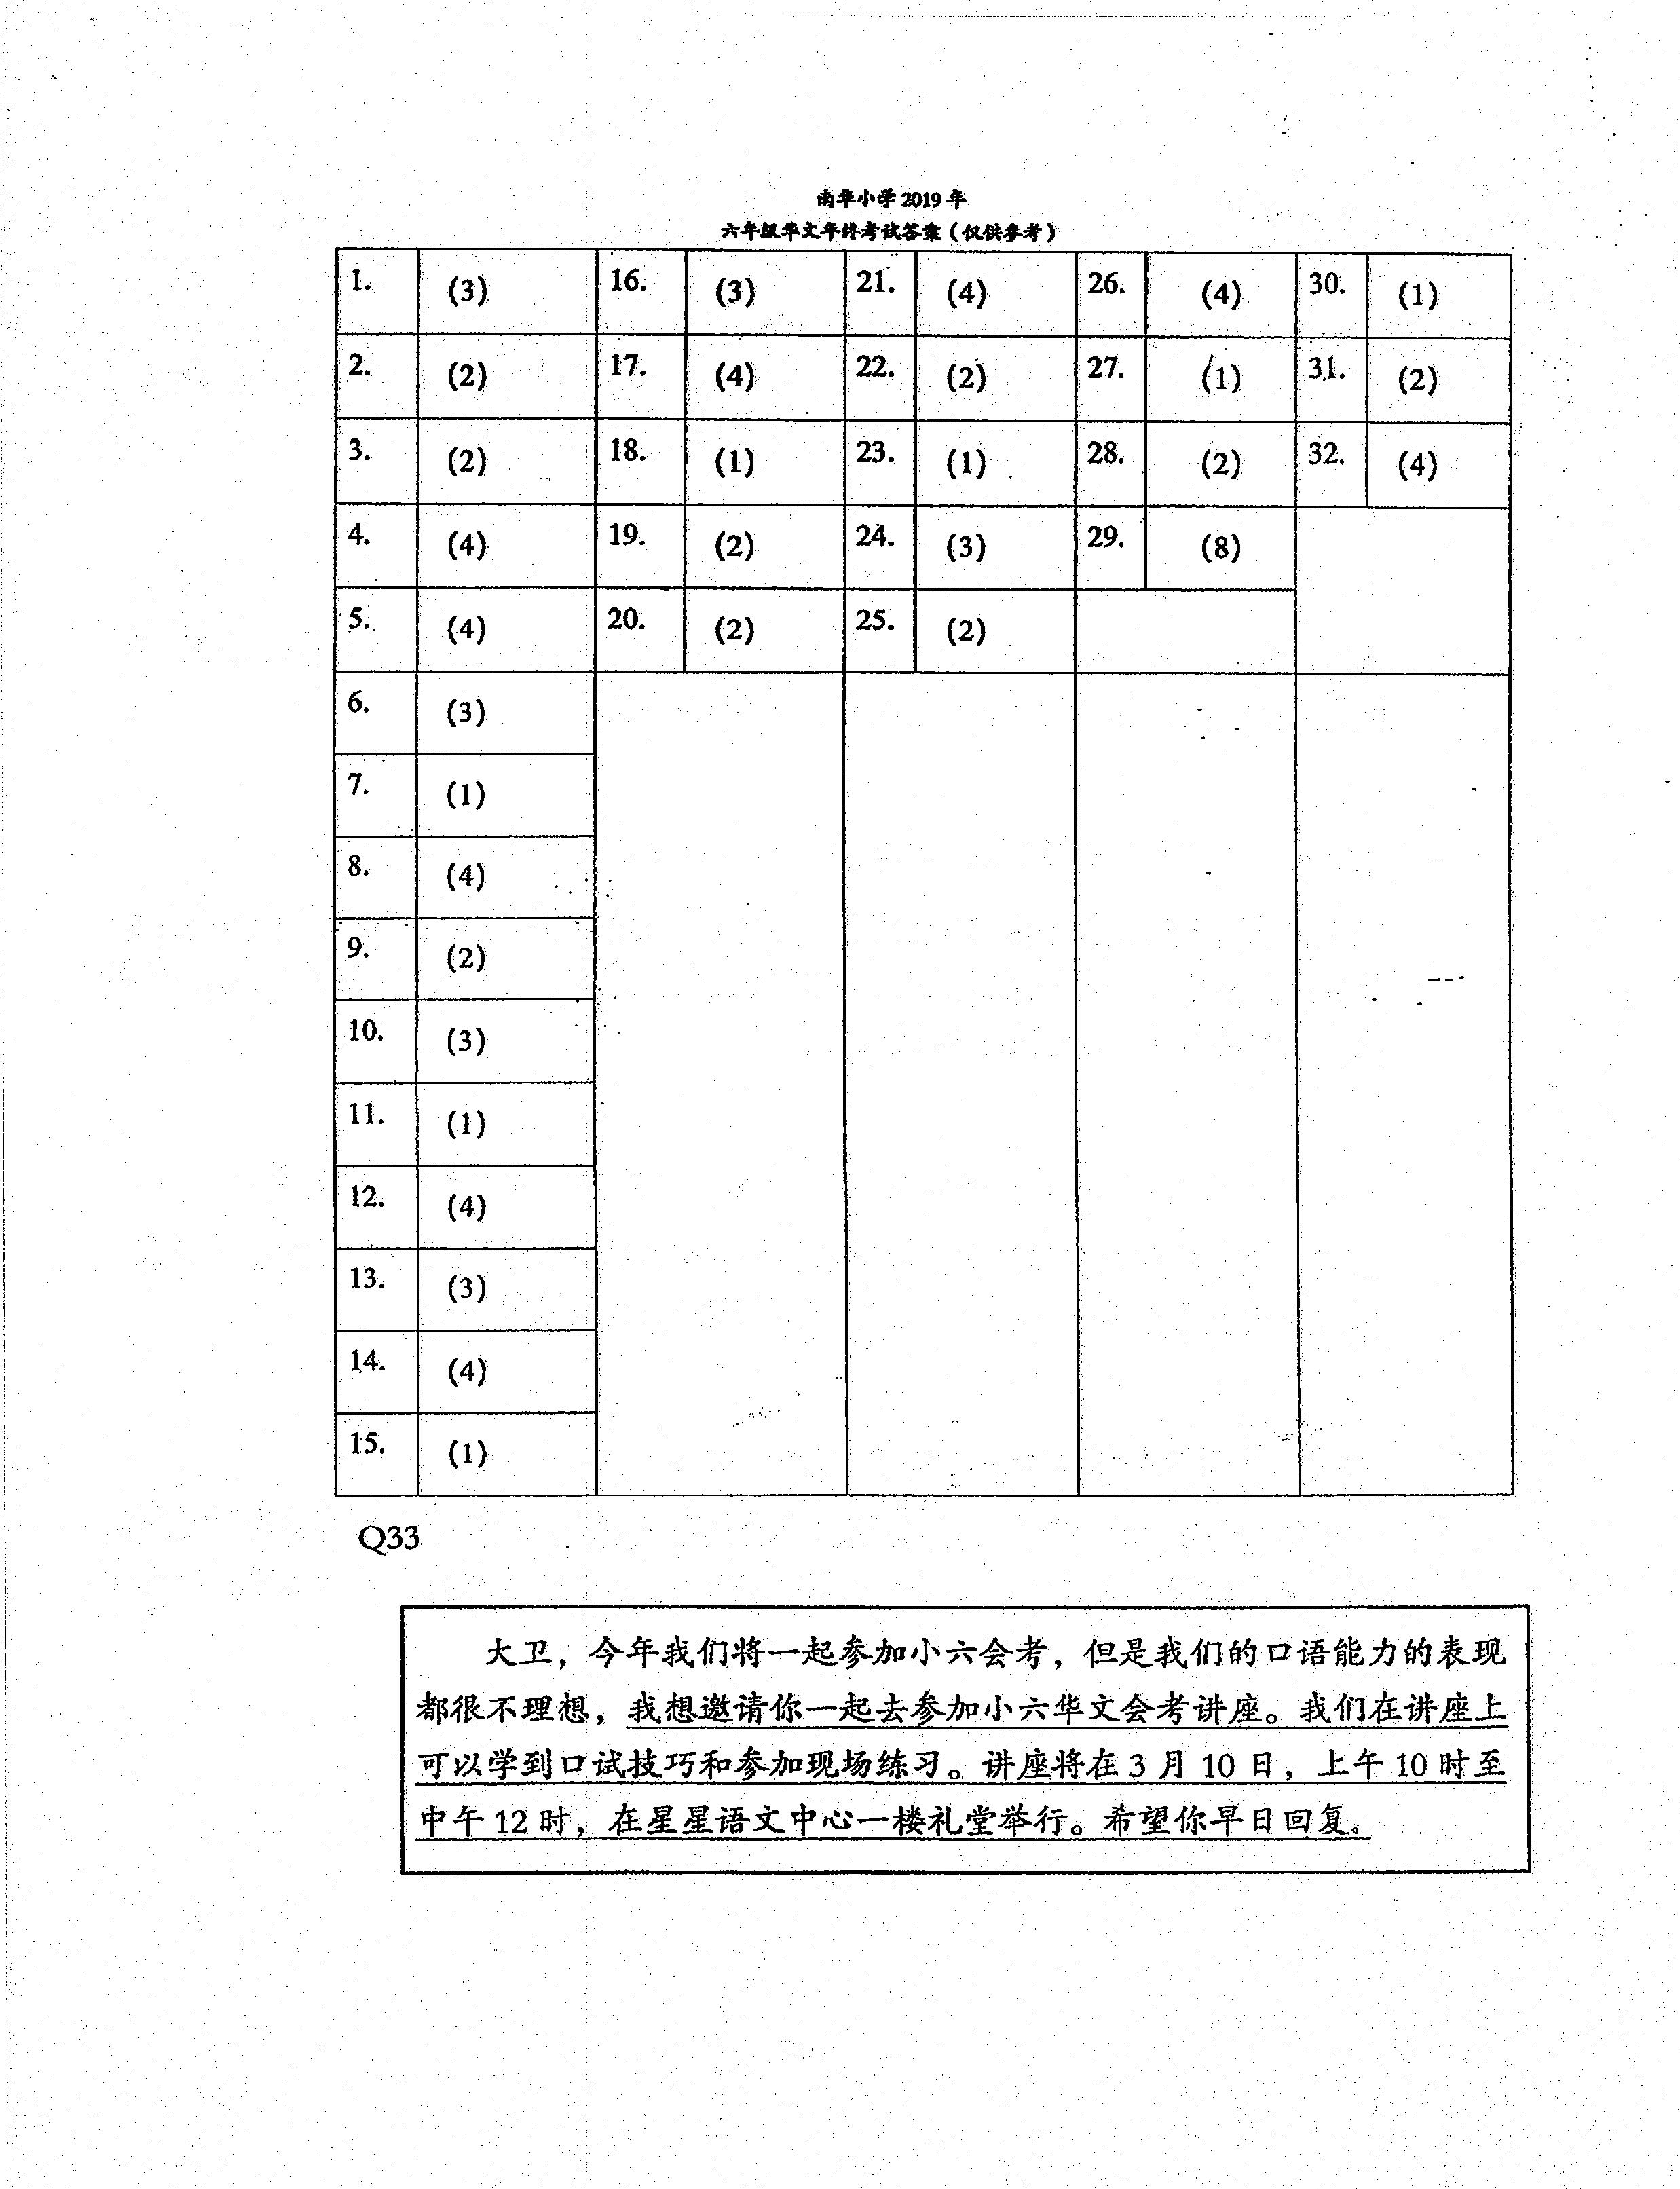 南华小学 2019 年
六年级华文年终考试答案（仅供参考）
1. (3) 16. (3) 21. (4) 26. (4) 30. (1)
2. (2) 17. (4) 22. (2) 27. (1) 31. (2)
3. (2) 18. (1) 23. (1) 28. (2) 32. (4)
4. (4) 19. (2) 24. (3) 29. (8)
5. (4) 20. (2) 25. (2)
6. (3)
7. (1)
8. (4)
9. (2)
10. (3)
11. (1)
12. (4)
13. (3)
14. (4)
15. (1)
Q33
大卫，今年我们将一起参加小六会考，但是我们的口语能力的表现
都很不理想，我想邀请你一起去参加小六华文会考讲座。我们在讲座上
可以学到口试技巧和参加现场练习。讲座将在 3 月 10 日，上午 10 时至
中午 12 时，在星星语文中心一楼礼堂举行。希望你早日回复。